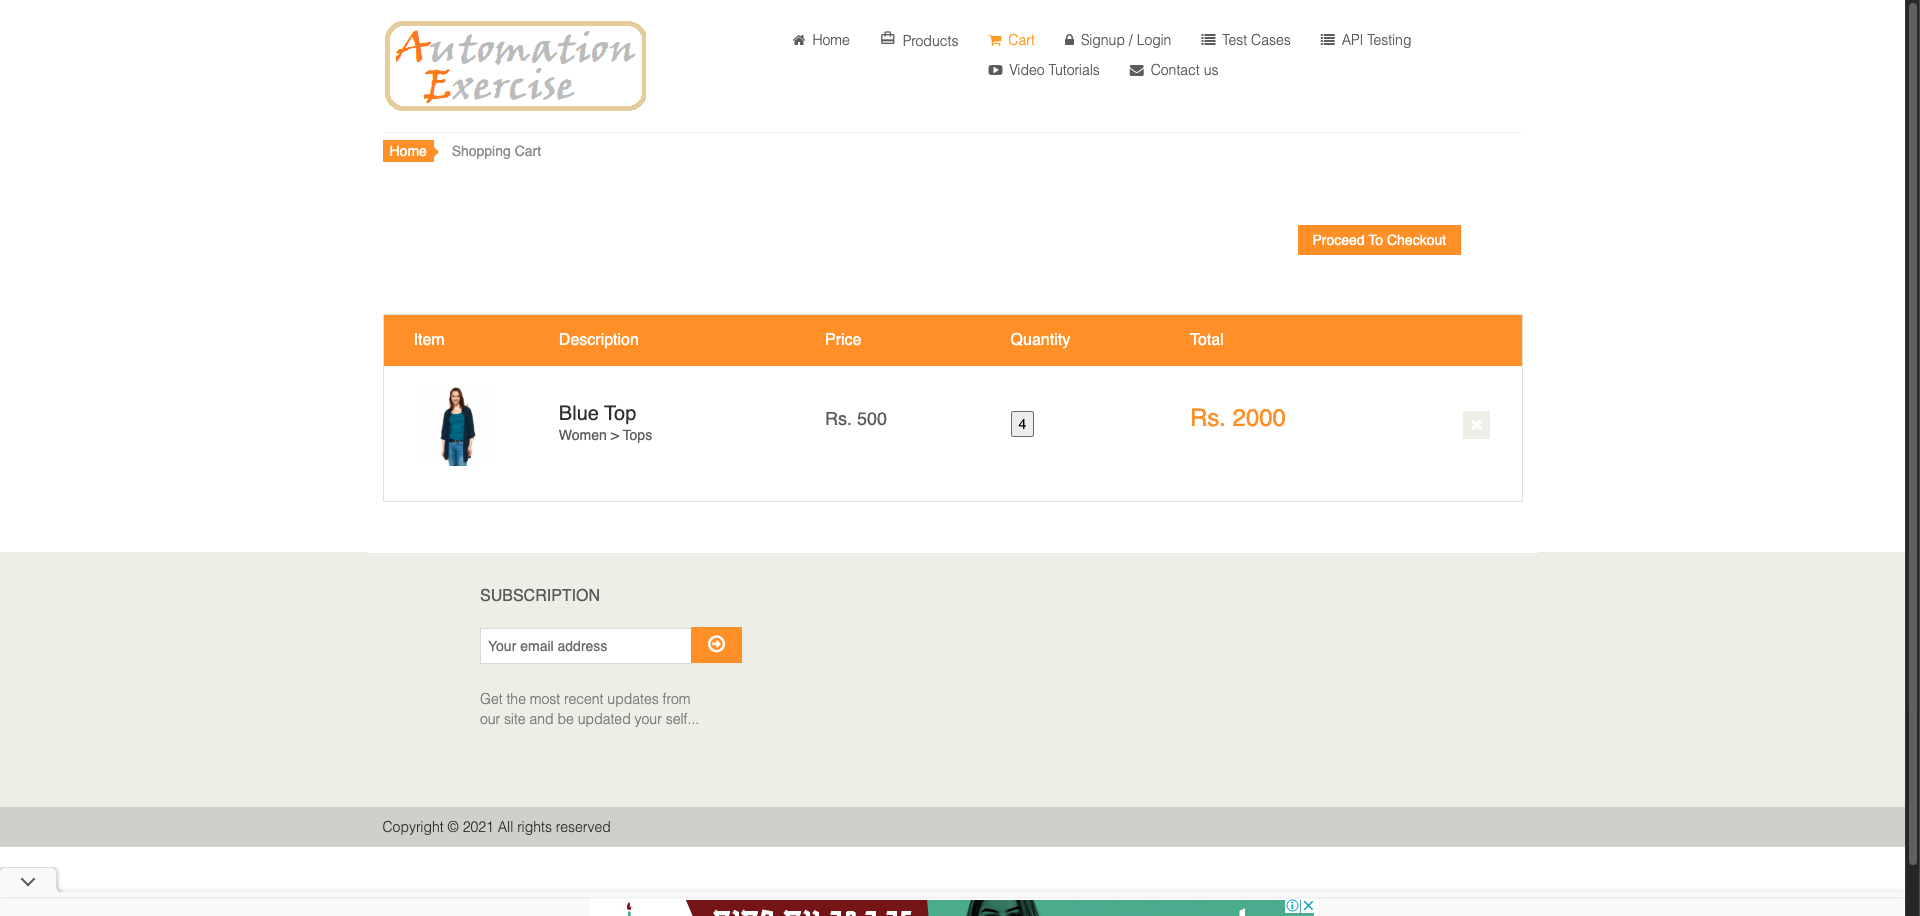 Automation
Exercise
Home
Products
Cart
Signup / Login
Test Cases
API Testing
Video Tutorials
Contact us
Home
Shopping Cart
Proceed To Checkout
Item Description Price Quantity Total
Blue Top
Women > Tops
Rs. 500
4
Rs. 2000
SUBSCRIPTION
Your email address
Get the most recent updates from
our site and be updated your self...
Copyright © 2021 All rights reserved